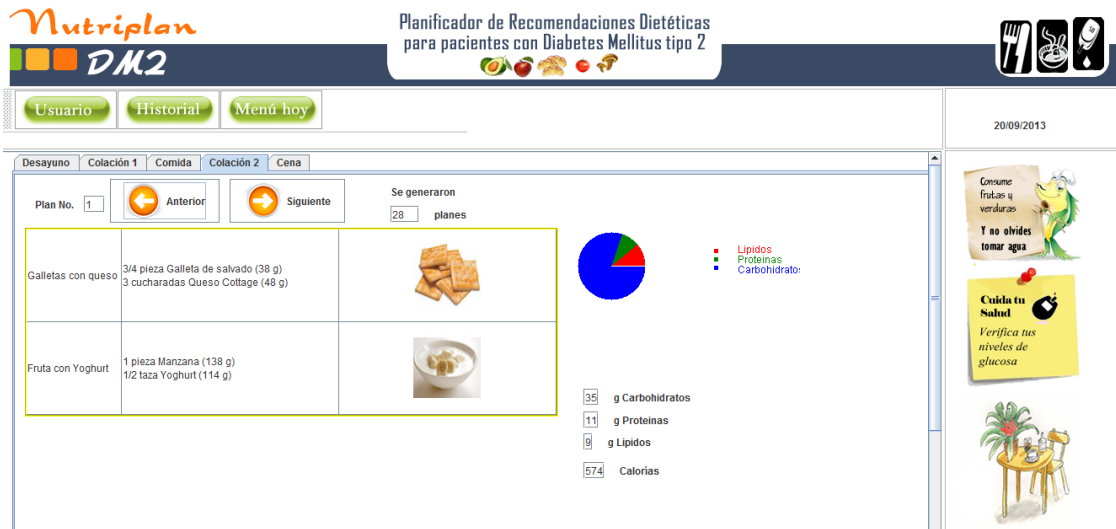 Nutriplan
DM2
Planificador de Recomendaciones Dietéticas
para pacientes con Diabetes Mellitus tipo 2
Usuario
Historial
Menú hoy
20/09/2013
Desayuno
Colación 1
Comida
Colación 2
Cena
Plan No. 1
Anterior
Siguiente
Se generaron
28 planes
Galletas con queso
3/4 pieza Galleta de salvado (38 g)
3 cucharadas Queso Cottage (48 g)
Fruta con Yoghurt
1 pieza Manzana (138 g)
1/2 taza Yoghurt (114 g)
Lipidos
Proteinas
Carbohidratos
35 g Carbohidratos
11 g Proteinas
9 g Lipidos
574 Calorías
Consume
frutas y
verduras
Y no olvides
tomar agua
Cuida tu
Salud
Verifica tus
niveles de
glucosa